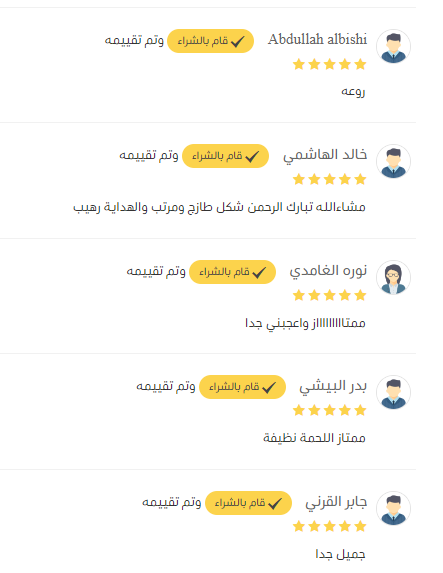 Abdullah albishi قام بالشراء وتم تقييمه
روعه
خالد الهاشمي قام بالشراء وتم تقييمه
مشاءالله تبارك الرحمن شكل طازج ومرتب والهداية رهيب
نوره الغامدي قام بالشراء وتم تقييمه
ممتاااااااااز واعجبني جدا
بدر البيشي قام بالشراء وتم تقييمه
ممتاز اللحمة نظيفة
جابر القرني قام بالشراء وتم تقييمه
جميل جدا